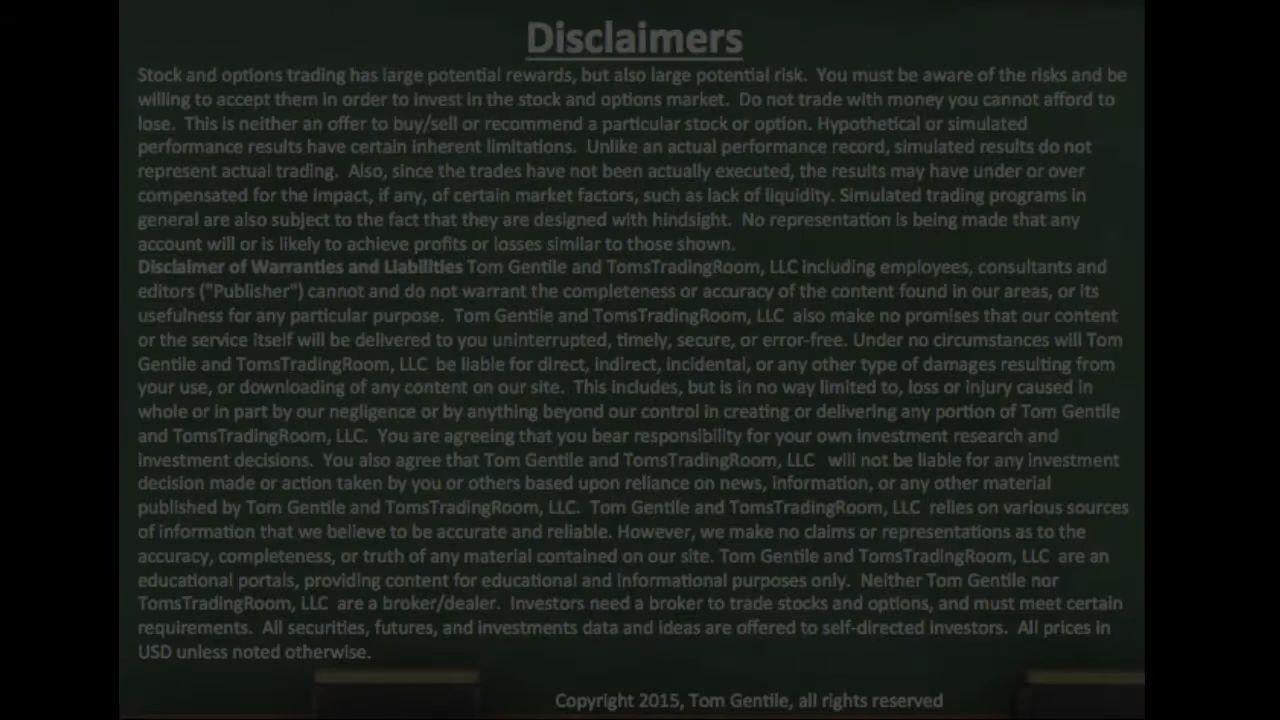 Disclaimers
Stock and options trading has large potential rewards, but also large potential risk.  You must be aware of the risks and be
willing to accept them in order to invest in the stock and options market.  Do not trade with money you cannot afford to
lose.  This is neither an offer to buy/sell or recommend a particular stock or option. Hypothetical or simulated
performance results have certain inherent limitations.  Unlike an actual performance record, simulated results do not
represent actual trading.  Also, since the trades have not been actually executed, the results may have under or over
compensated for the impact, if any, of certain market factors, such as lack of liquidity. Simulated trading programs in
general are also subject to the fact that they are designed with hindsight.  No representation is being made that any
account will or is likely to achieve profits or losses similar to those shown.
Disclaimer of Warranties and Liabilities Tom Gentile and TomsTradingRoom, LLC including employees, consultants and
editors ("Publisher") cannot and do not warrant the completeness or accuracy of the content found in our areas, or its
usefulness for any particular purpose.  Tom Gentile and TomsTradingRoom, LLC  also make no promises that our content
or the service itself will be delivered to you uninterrupted, timely, secure, or error-free. Under no circumstances will Tom
Gentile and TomsTradingRoom, LLC  be liable for direct, indirect, incidental, or any other type of damages resulting from
your use, or downloading of any content on our site.  This includes, but is in no way limited to, loss or injury caused in
whole or in part by our negligence or by anything beyond our control in creating or delivering any portion of Tom Gentile
and TomsTradingRoom, LLC.  You are agreeing that you bear responsibility for your own investment research and
investment decisions.  You also agree that Tom Gentile and TomsTradingRoom, LLC  will not be liable for any investment
decision made or action taken by you or others based upon reliance on news, information, or any other material
published by Tom Gentile and TomsTradingRoom, LLC.  Tom Gentile and TomsTradingRoom, LLC  relies on various sources
of information that we believe to be accurate and reliable. However, we make no claims or representations as to the
accuracy, completeness, or truth of any material contained on our site. Tom Gentile and TomsTradingRoom, LLC  are an
educational portals, providing content for educational and informational purposes only.  Neither Tom Gentile nor
TomsTradingRoom, LLC  are a broker/dealer.  Investors need a broker to trade stocks and options, and must meet certain
requirements.  All securities, futures, and investments data and ideas are offered to self-directed investors.  All prices in
USD unless noted otherwise.
Copyright 2015, Tom Gentile, all rights reserved